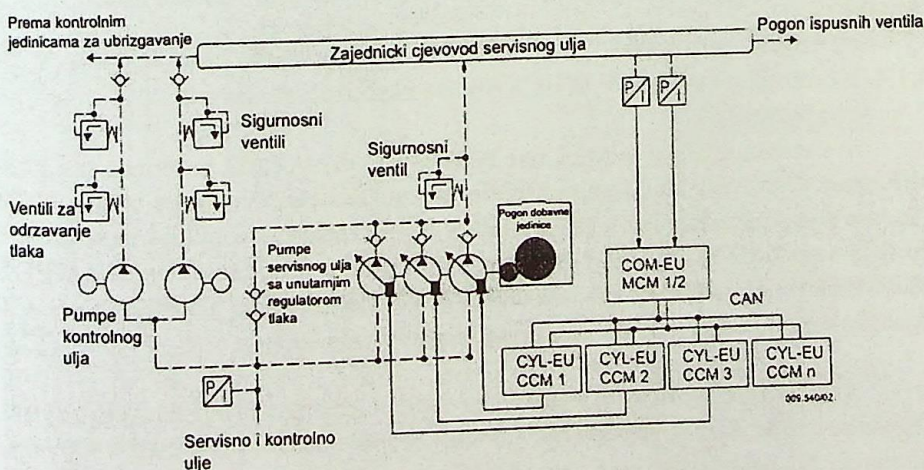 Prema kontrolnim
jedinicama za ubrizgavanje
Zajednicki cjevovod servisnog ulja
Pogon ispusnih ventila
P/I
P/I
Sigurnosni
ventili
Sigurnosni
ventil
Ventili za
odrzavanje
tlaka
Pogon dobavne
jedinice
Pumpe
servisnog ulja
sa unutarnjim
regulatorom
tlaka
COM-EU
MCM 1/2
CAN
Pumpe
kontrolnog
ulja
CYL-EU
CCM 1
CYL-EU
CCM 2
CYL-EU
CCM 3
CYL-EU
CCM n
P/I
009.540/02
Servisno i kontrolno
ulje